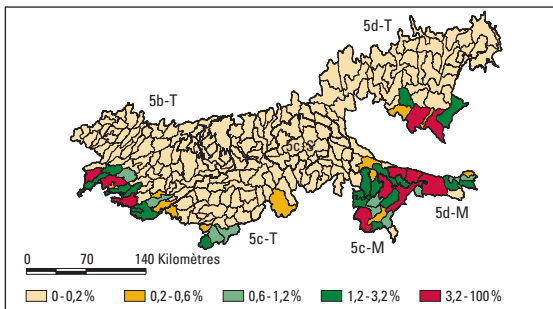 5d-T
5b-T
5c-S
5d-M
5c-T
5c-M
0 70 140 Kilomètres
0-0,2% 0,2-0,6% 0,6-1,2% 1,2-3,2% 3,2-100%